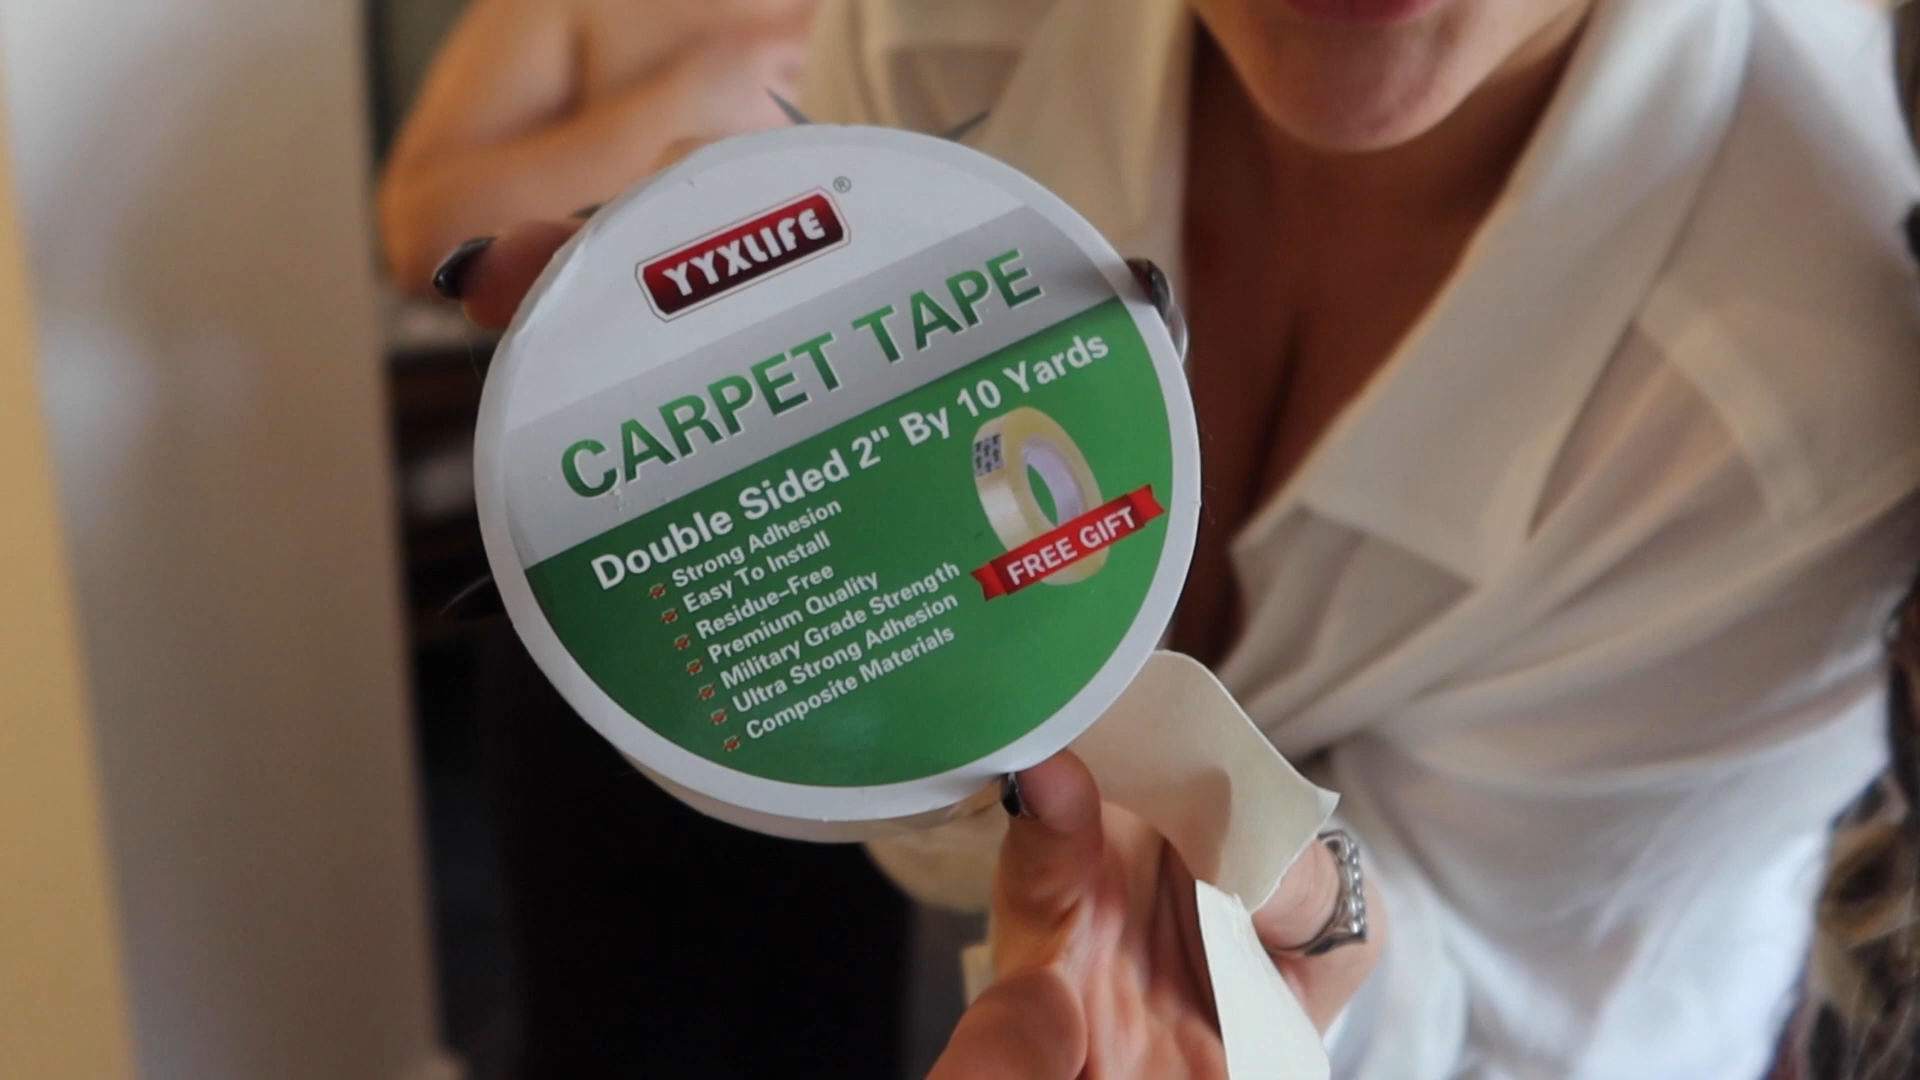 YYXLIFE®
CARPET TAPE
Double Sided 2" By 10 Yards
Strong Adhesion
Easy To Install
Residue-Free
Premium Quality
Military Grade Strength
Ultra Strong Adhesion
Composite Materials
FREE GIFT